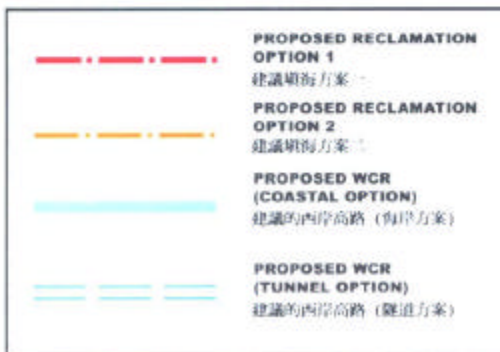 PROPOSED RECLAMATION
OPTION 1
建議填海方案一
PROPOSED RECLAMATION
OPTION 2
建議填海方案二
PROPOSED WCR
(COASTAL OPTION)
建議的西岸高路 (海岸方案)
PROPOSED WCR
(TUNNEL OPTION)
建議的西岸高路 (隧道方案)